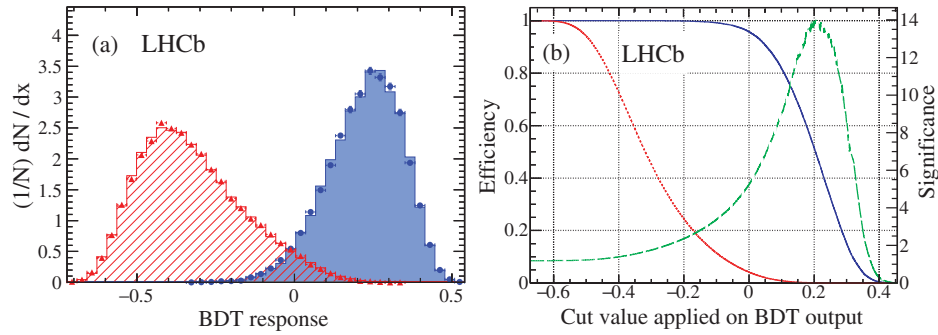 (a) LHCb
(1/N) dN / dx
4
3.5
3
2.5
2
1.5
1
0.5
0
−0.5 0 0.5
BDT response
(b) LHCb
Efficiency
1
0.8
0.6
0.4
0.2
0
−0.6 −0.4 −0.2 0 0.2 0.4
Cut value applied on BDT output
14
12
10
8
6
4
2
0
Significance